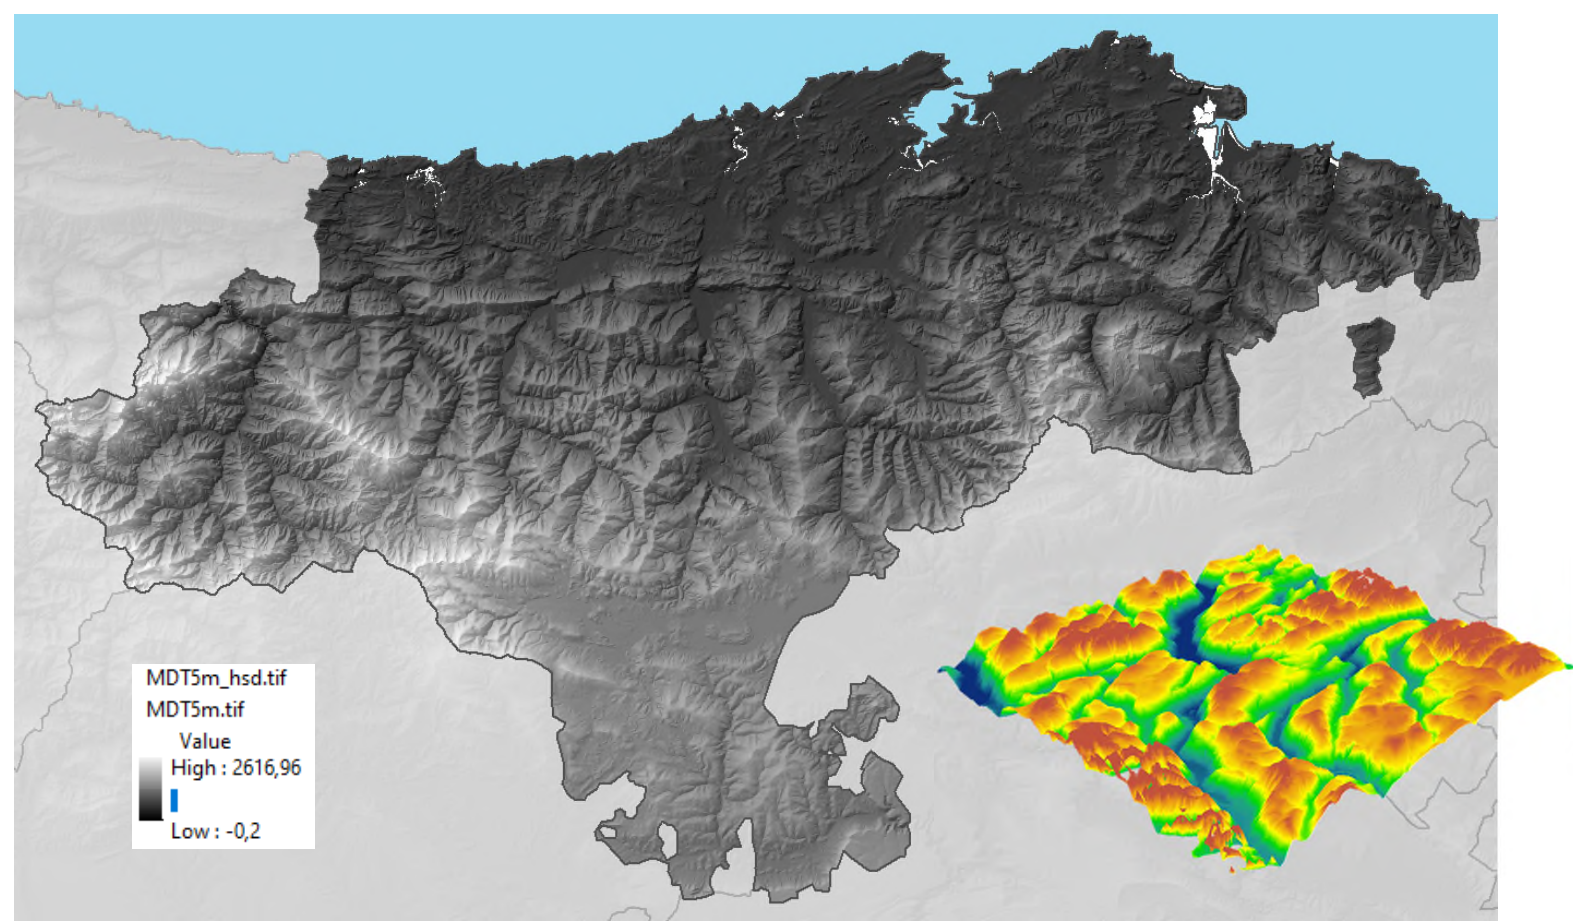 MDT5m_hsd.tif
MDT5m.tif
Value
High : 2616,96
Low : -0,2